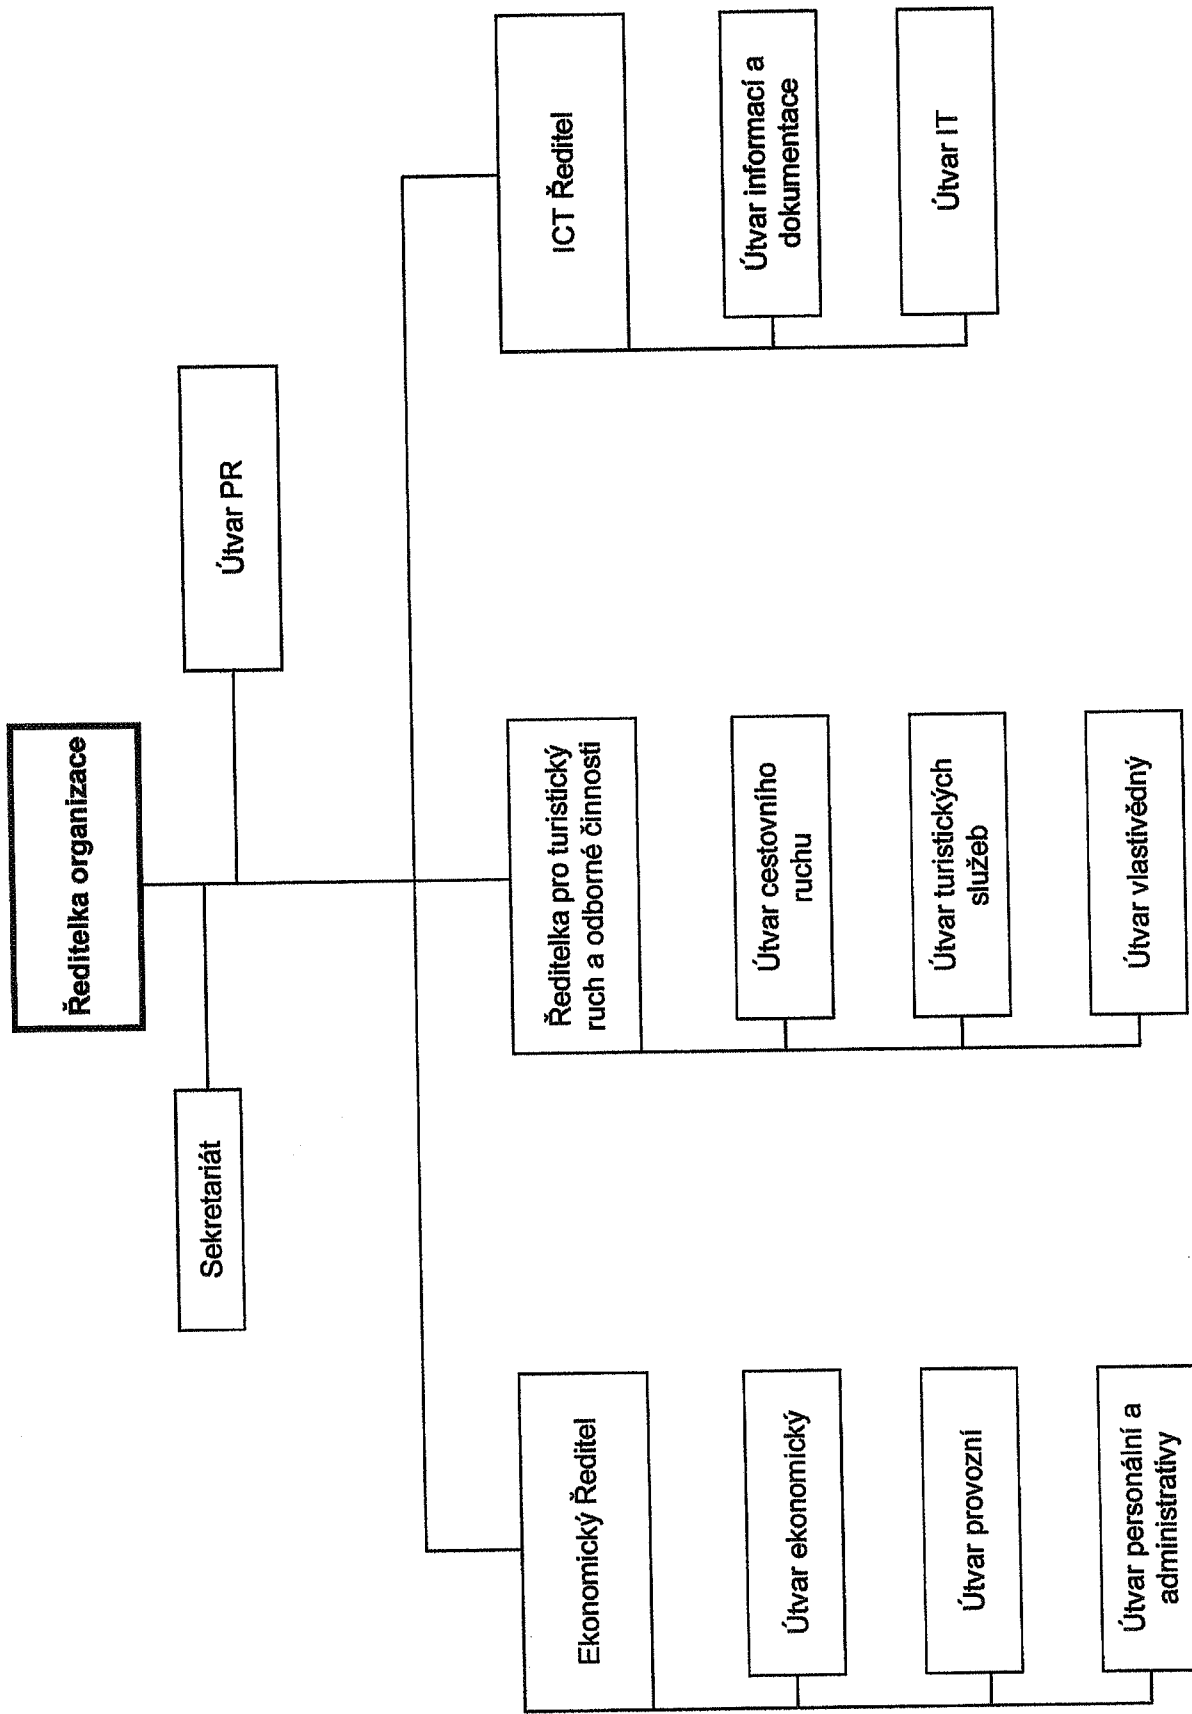 Ředitelka organizace
Sekretariát
Útvar PR
Ekonomický Ředitel
Útvar ekonomický
Útvar provozní
Útvar personální a
administrativy
Ředitelka pro turistický
ruch a odborné činnosti
Útvar cestovního
ruchu
Útvar turistických
služeb
Útvar vlastivědný
ICT Ředitel
Útvar informací a
dokumentace
Útvar IT